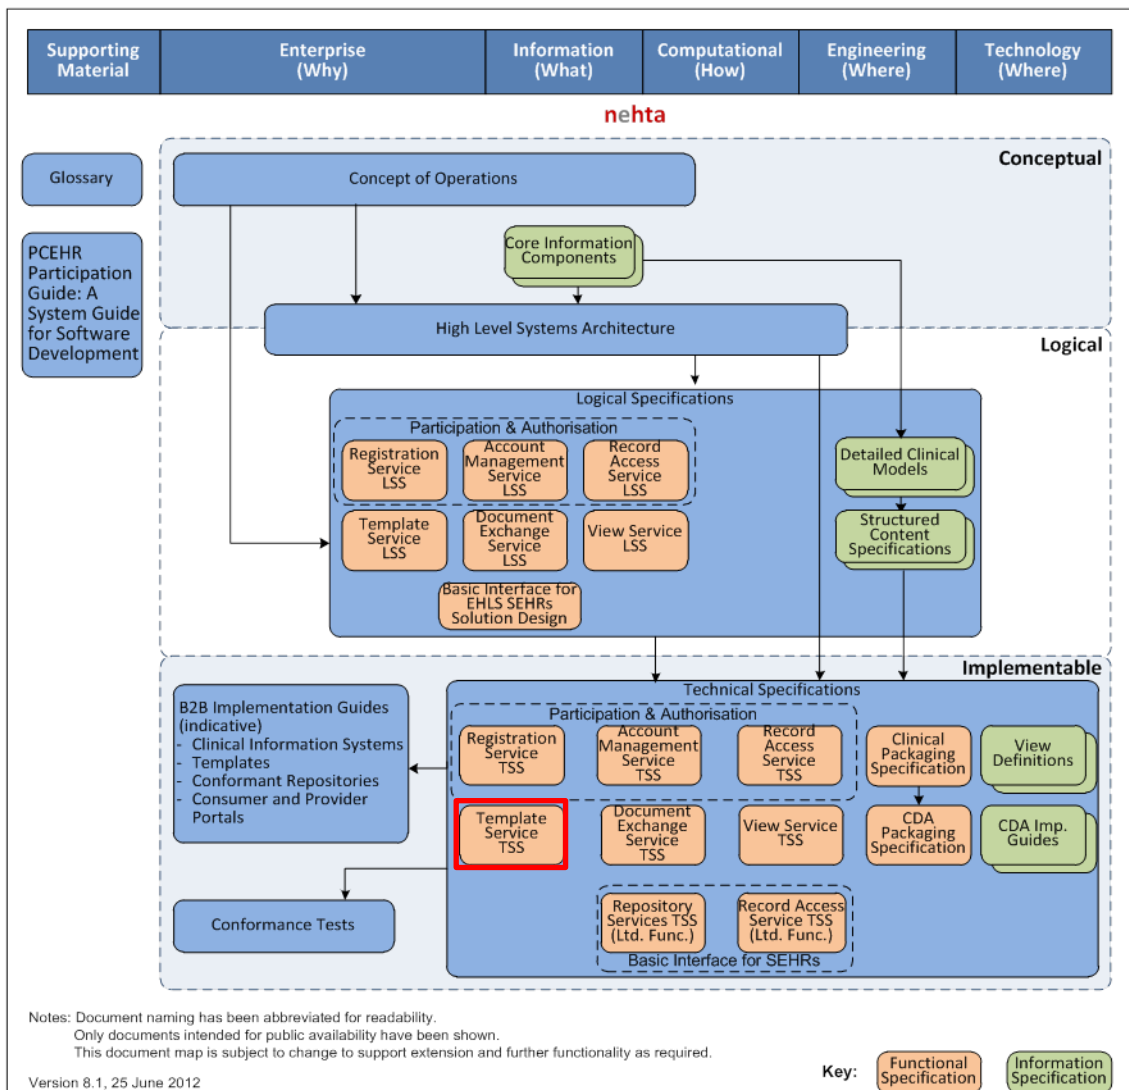 Supporting
Material
Enterprise
(Why)
Information
(What)
Computational
(How)
Engineering
(Where)
Technology
(Where)
nehta
Conceptual
Glossary
Concept of Operations
PCEHR
Participation
Guide: A
System Guide
for Software
Development
Core Information
Components
High Level Systems Architecture
Logical
Logical Specifications
Participation & Authorisation
Registration
Service
LSS
Account
Management
Service
LSS
Record
Access
Service
LSS
Detailed Clinical
Models
Template
Service
LSS
Document
Exchange
Service
LSS
View Service
LSS
Structured
Content
Specifications
Basic Interface for
EHLS SEHRs
Solution Design
Implementable
Technical Specifications
B2B Implementation Guides
(indicative)
- Clinical Information Systems
- Templates
- Conformant Repositories
- Consumer and Provider
Portals
Participation & Authorisation
Registration
Service
TSS
Account
Management
Service
TSS
Record
Access
Service
TSS
Clinical
Packaging
Specification
View
Definitions
Template
Service
TSS
Document
Exchange
Service
TSS
View Service
TSS
CDA
Packaging
Specification
CDA Imp.
Guides
Conformance Tests
Repository
Services TSS
(Ltd. Func.)
Record Access
Service TSS
(Ltd. Func.)
Basic Interface for SEHRs
Notes: Document naming has been abbreviated for readability.
Only documents intended for public availability have been shown.
This document map is subject to change to support extension and further functionality as required.
Version 8.1, 25 June 2012
Key:
Functional
Specification
Information
Specification